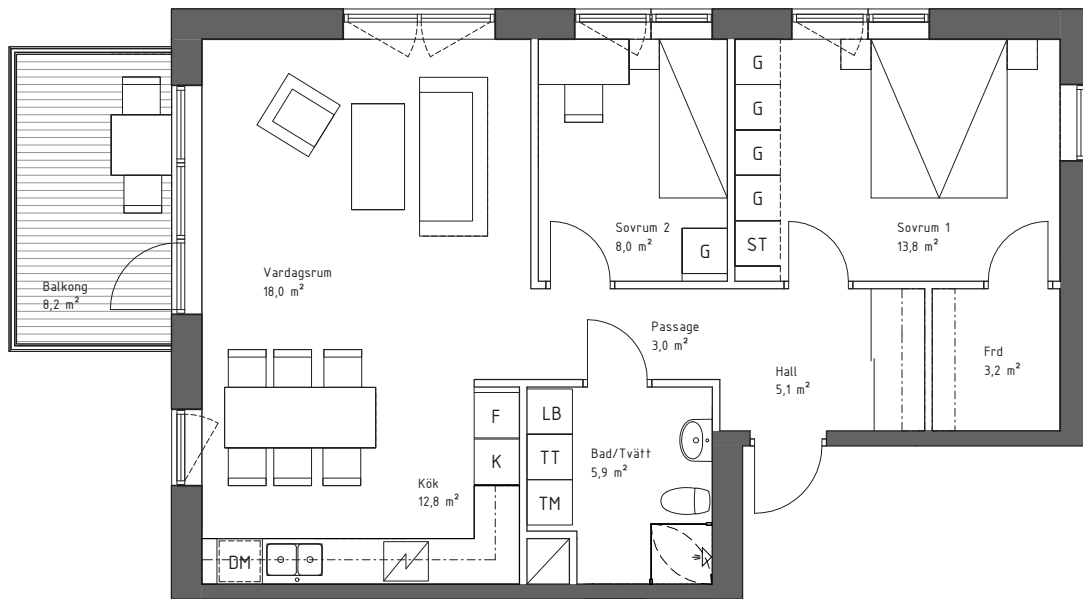 G
G
G
G
ST
Sovrum 2
8,0 m²
G
Sovrum 1
13,8 m²
Vardagsrum
18,0 m²
Balkong
8,2 m²
Passage
3,0 m²
Hall
5,1 m²
Frd
3,2 m²
F
K
LB
TT
TM
Bad/Tvätt
5,9 m²
Kök
12,8 m²
DM